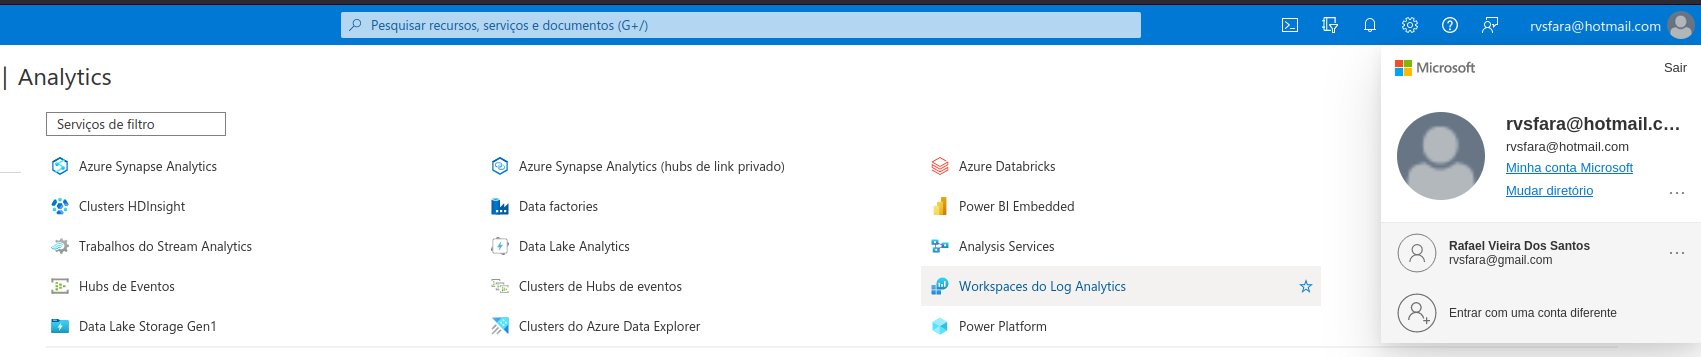 Pesquisar recursos, serviços e documentos (G+/)
rvsfara@hotmail.com
Analytics
Serviços de filtro
Azure Synapse Analytics
Azure Synapse Analytics (hubs de link privado)
Azure Databricks
Clusters HDInsight
Data factories
Power BI Embedded
Trabalhos do Stream Analytics
Data Lake Analytics
Analysis Services
Hubs de Eventos
Clusters de Hubs de eventos
Workspaces do Log Analytics
Data Lake Storage Gen1
Clusters do Azure Data Explorer
Power Platform
Microsoft
Sair
rvsfara@hotmail.c...
rvsfara@hotmail.com
Minha conta Microsoft
Mudar diretório
Rafael Vieira Dos Santos
rvsfara@gmail.com
Entrar com uma conta diferente